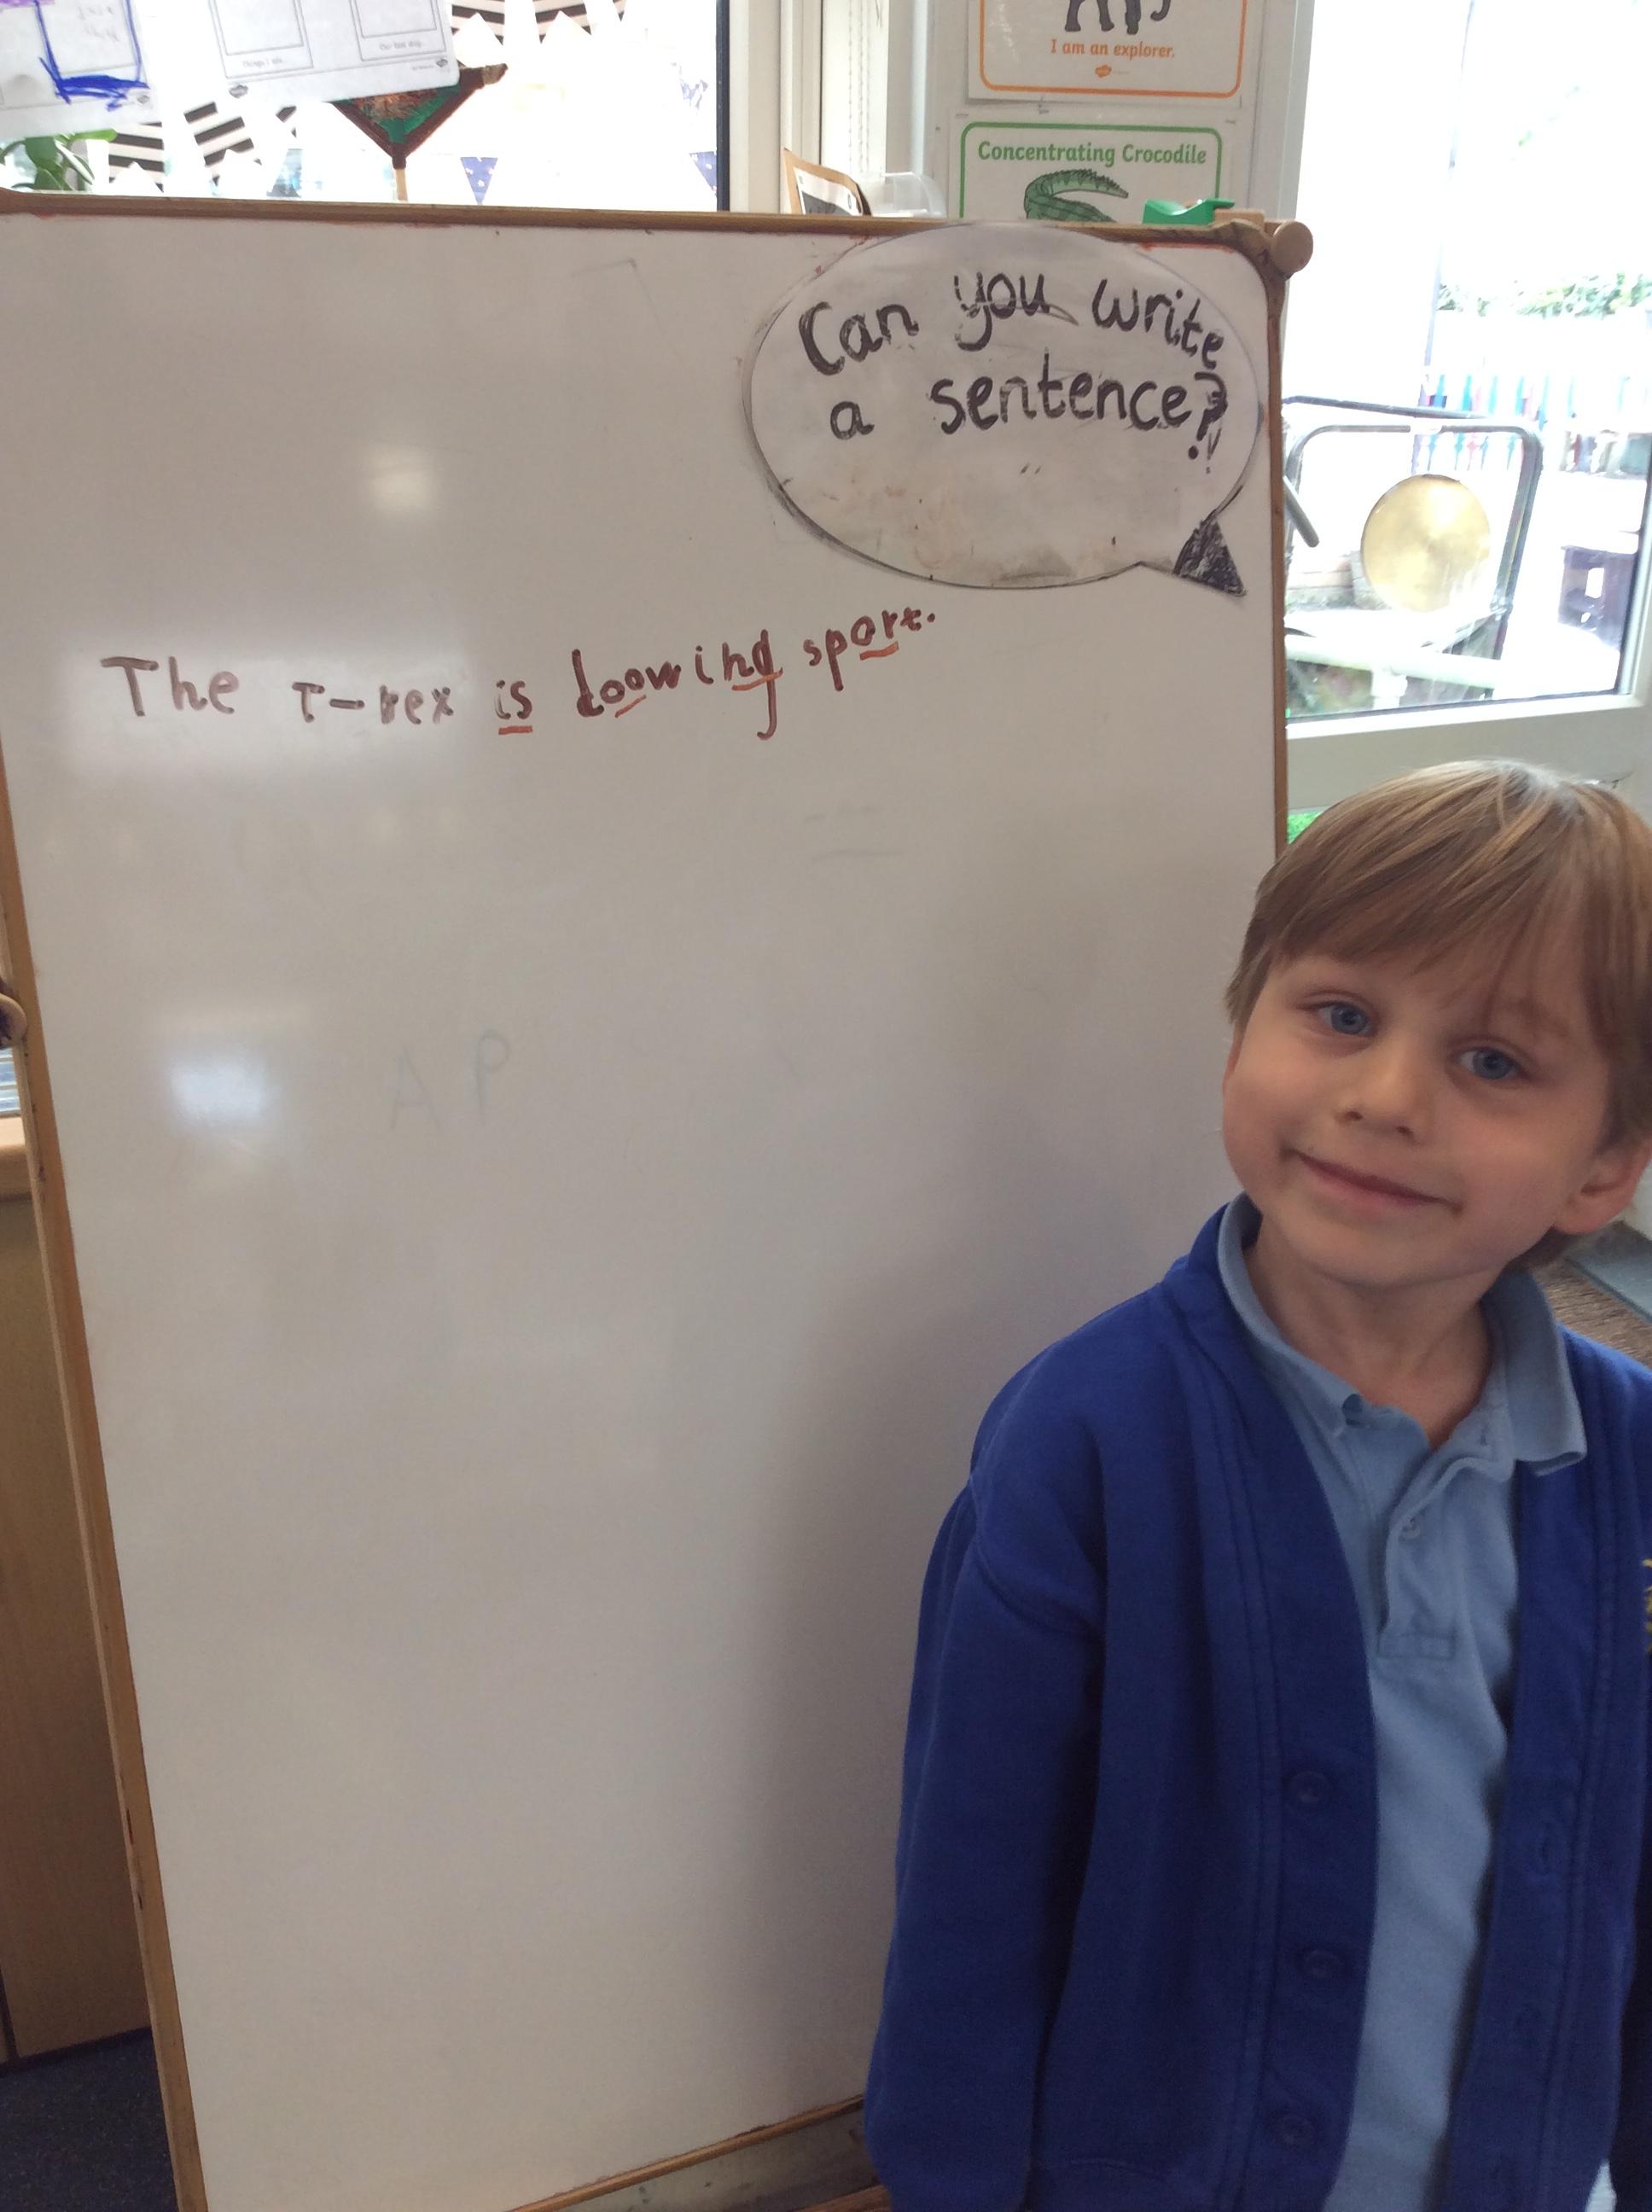 I am an explorer.
Concentrating Crocodile
Can you write
a sentence?
The T-rex is doowing sport.
A P